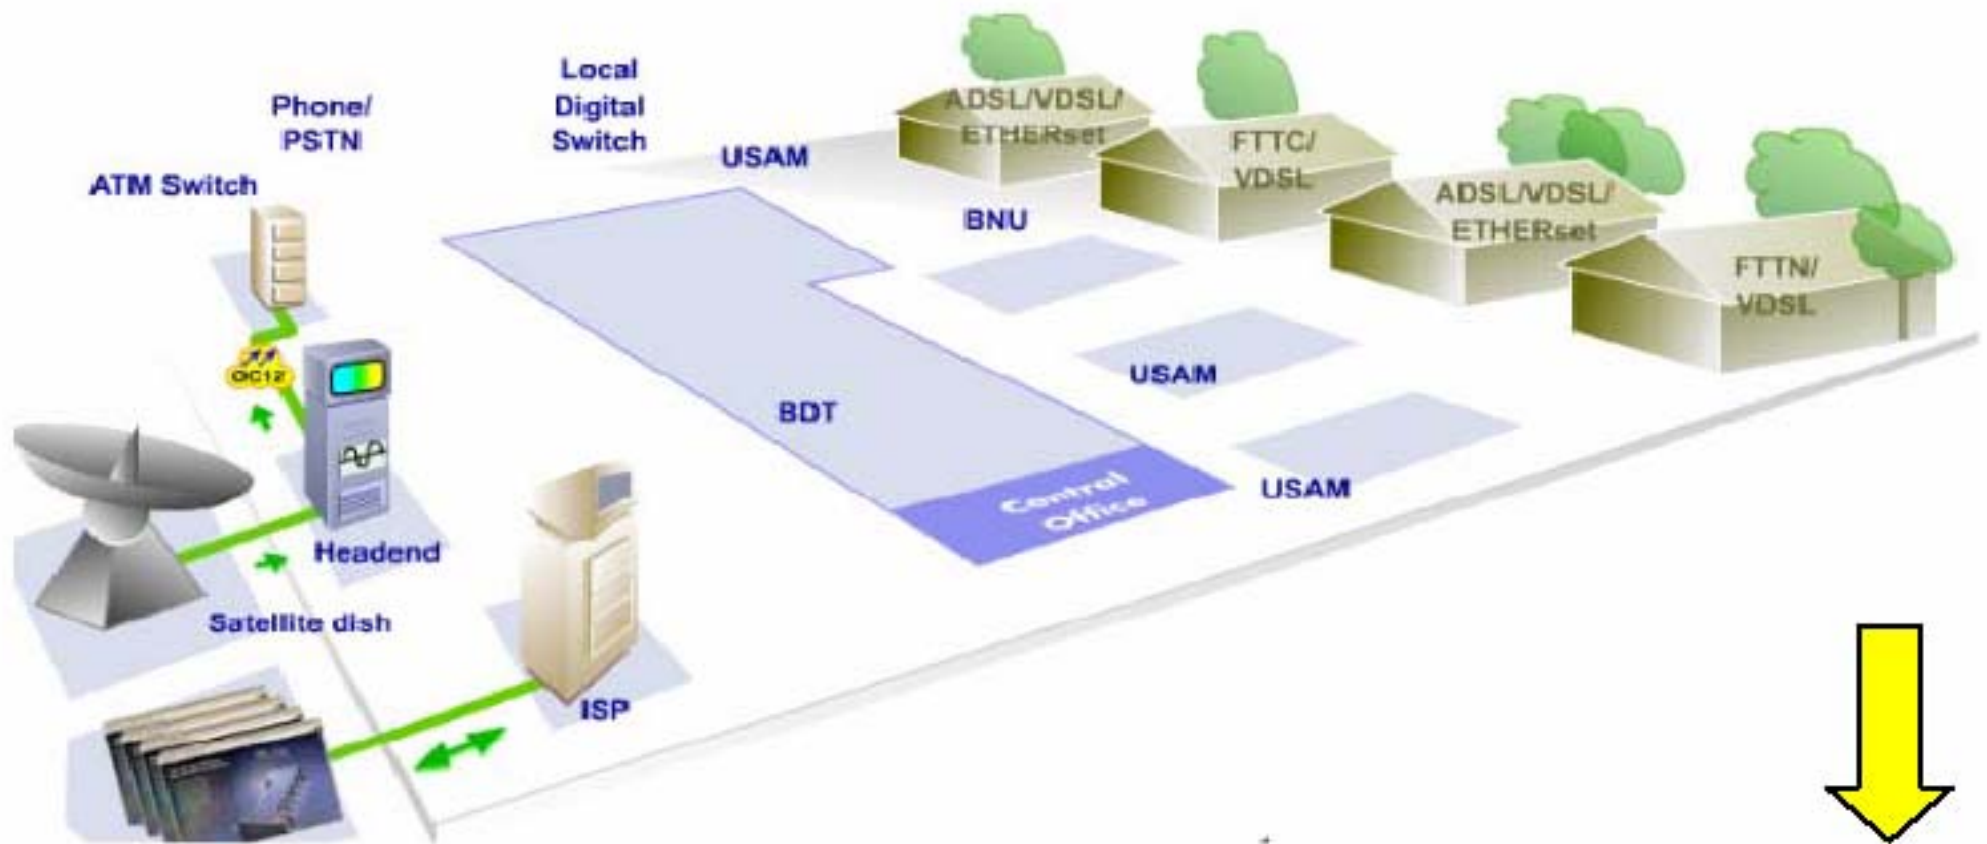 Phone/
PSTN
Local
Digital
Switch
ATM Switch
USAM
BNU
ADSL/VDSL/
ETHERset
FTTC/
VDSL
ADSL/VDSL/
ETHERset
FTTN/
VDSL
OC12
BDT
USAM
USAM
Central
Office
Headend
Satellite dish
ISP